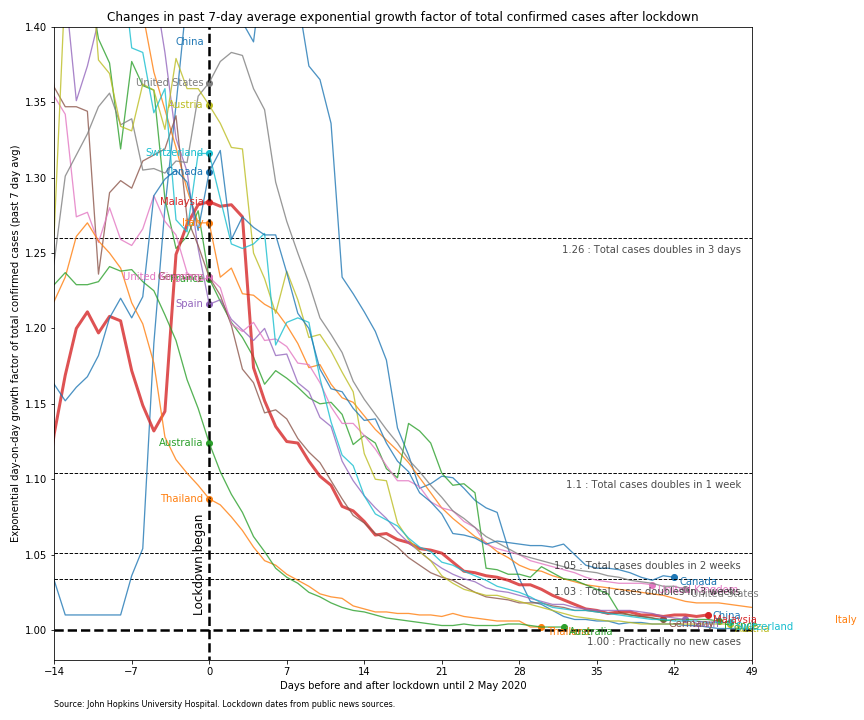 Changes in past 7-day average exponential growth factor of total confirmed cases after lockdown
Exponential day-on-day growth factor of total confirmed cases (past 7 day avg)
1.40
1.35
1.30
1.25
1.20
1.15
1.10
1.05
1.00
China
United States
Austria
Switzerland
Canada
Malaysia
Italy
United Kingdom
Germany
France
Spain
Australia
Thailand
Lockdown began
1.26 : Total cases doubles in 3 days
1.1 : Total cases doubles in 1 week
1.05 : Total cases doubles in 2 weeks
1.03 : Total cases doubles in 3 weeks
1.00 : Practically no new cases
Canada
United States
China
Malaysia
Germany
Switzerland
Austria
Italy
Thailand
Australia
−14
−7
0
7
14
21
28
35
42
49
Days before and after lockdown until 2 May 2020
Source: John Hopkins University Hospital. Lockdown dates from public news sources.